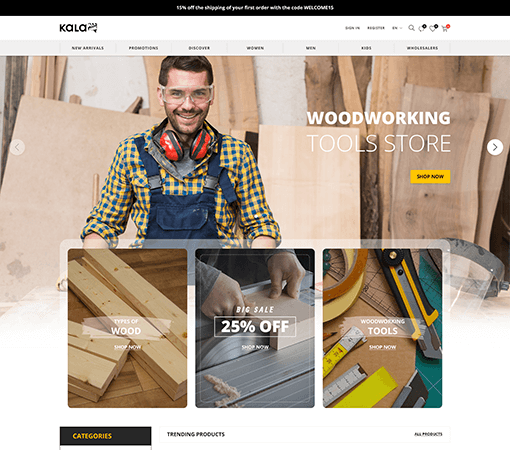 15% off the shipping of your first order with the code WELCOME15
KALA
SIGN IN
REGISTER
EN
NEW ARRIVALS
PROMOTIONS
DISCOVER
WOMEN
MEN
KIDS
WHOLESALERS
WOODWORKING
TOOLS STORE
SHOP NOW
TYPES OF
WOOD
SHOP NOW
BIG SALE
25% OFF
SHOP NOW
WOODWORKING
TOOLS
SHOP NOW
CATEGORIES
TRENDING PRODUCTS
ALL PRODUCTS